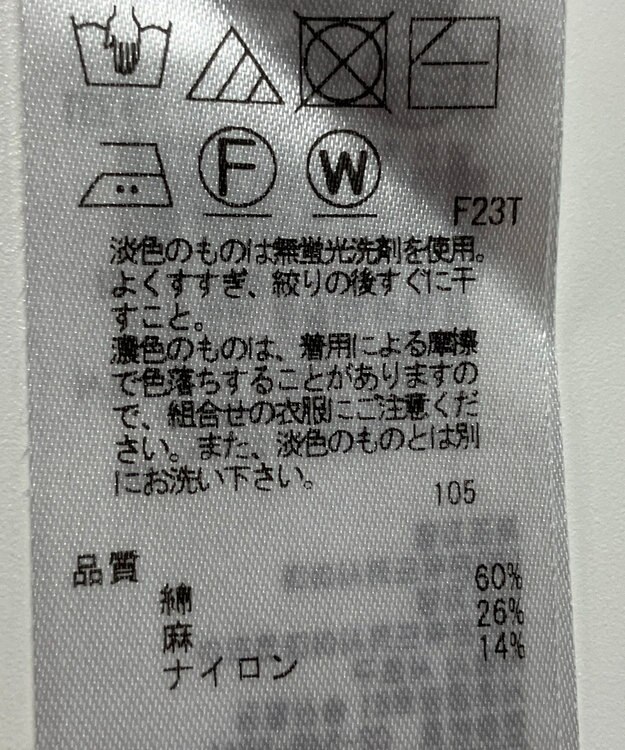 F
W
F23T
淡色のものは無蛍光洗剤を使用。
よくすすぎ、絞りの後すぐに干
すこと。
濃色のものは、着用による摩擦
で色落ちすることがありますの
で、組合せの衣服にご注意くだ
さい。また、淡色のものとは別
にお洗い下さい。
105
品質
綿 60%
麻 26%
ナイロン 14%